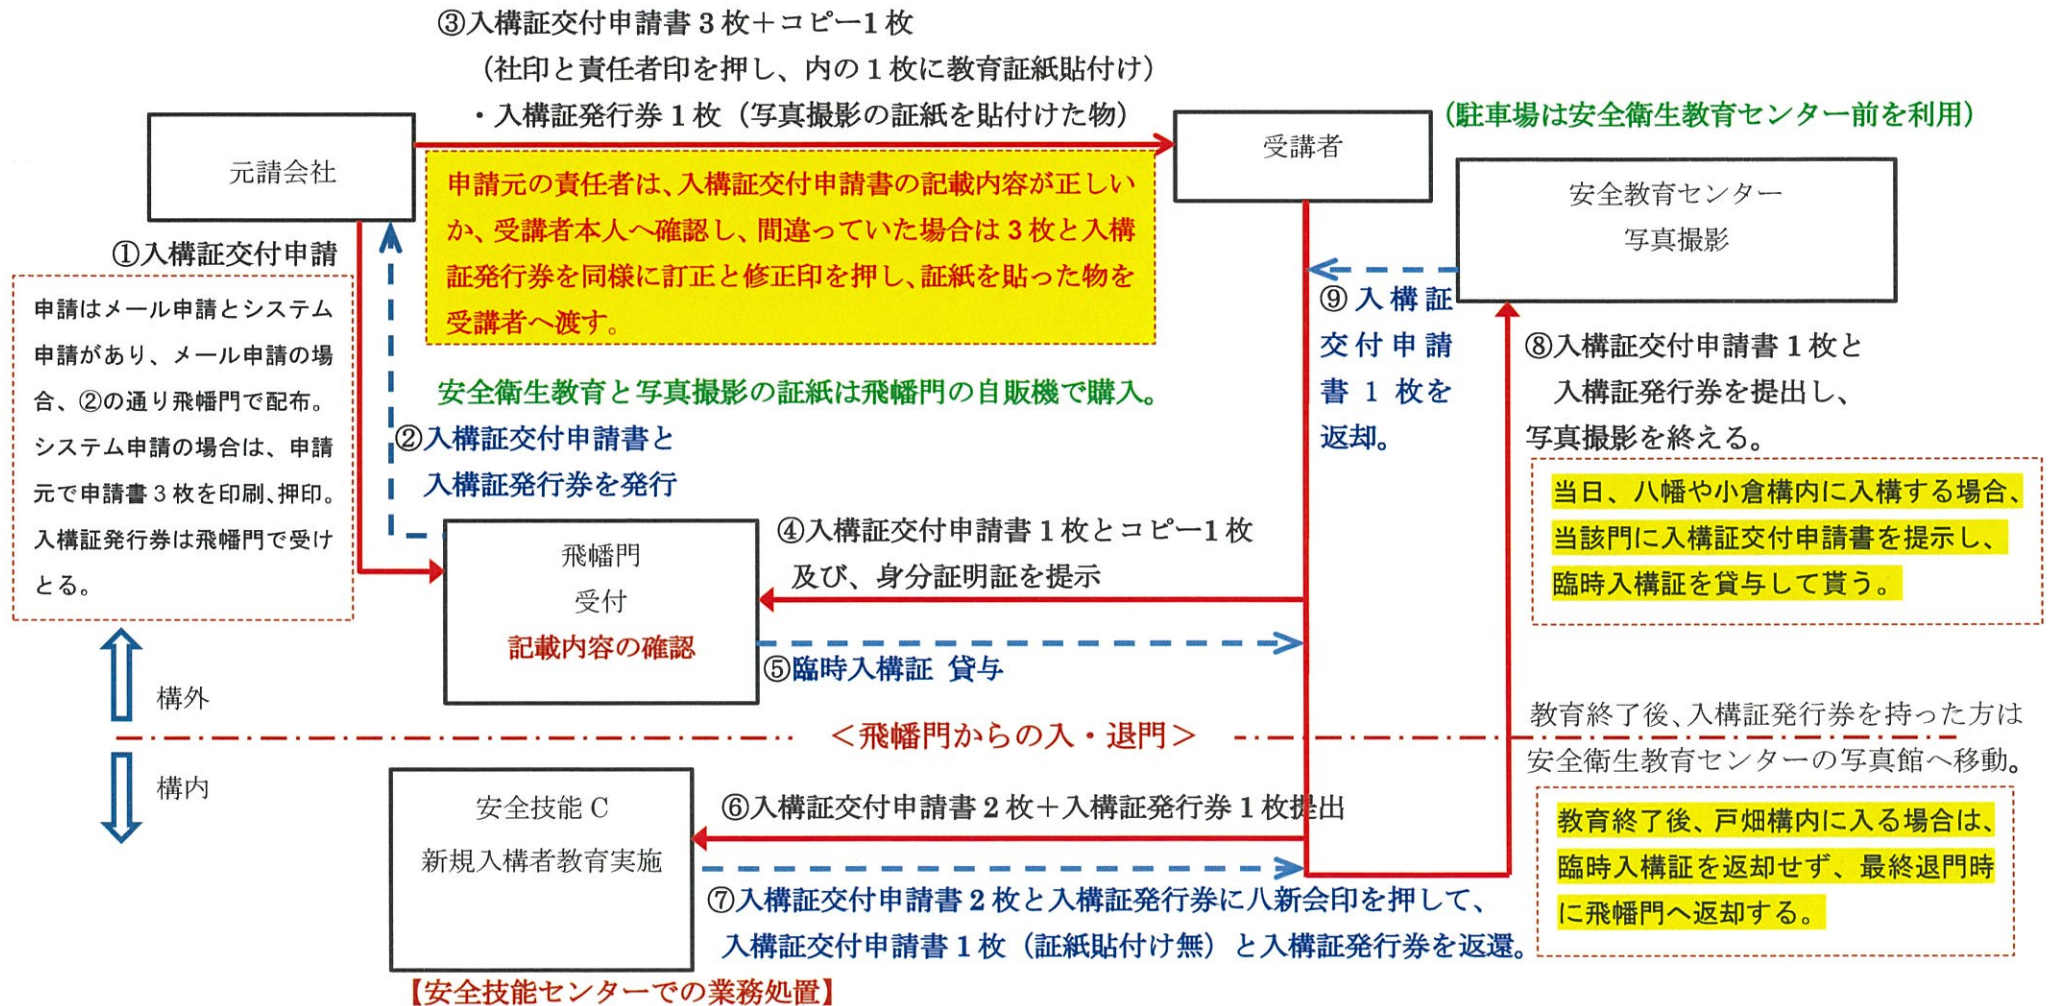 ③入構証交付申請書3枚＋コピー1枚
（社印と責任者印を押し、内の1枚に教育証紙貼付け）
・入構証発行券1枚（写真撮影の証紙を貼付けた物）
元請会社
受講者
（駐車場は安全衛生教育センター前を利用）
安全教育センター
写真撮影
申請元の責任者は、入構証交付申請書の記載内容が正しい
か、受講者本人へ確認し、間違っていた場合は3枚と入構
証発行券を同様に訂正と修正印を押し、証紙を貼った物を
受講者へ渡す。
①入構証交付申請
申請はメール申請とシステム
申請があり、メール申請の場
合、②の通り飛幡門で配布。
システム申請の場合は、申請
元で申請書3枚を印刷、押印。
入構証発行券は飛幡門で受け
とる。
安全衛生教育と写真撮影の証紙は飛幡門の自販機で購入。
②入構証交付申請書と
入構証発行券を発行
⑨入構証
交付申請
書1枚を
返却。
⑧入構証交付申請書1枚と
入構証発行券を提出し、
写真撮影を終える。
当日、八幡や小倉構内に入構する場合、
当該門に入構証交付申請書を提示し、
臨時入構証を貸与して貰う。
飛幡門
受付
記載内容の確認
④入構証交付申請書1枚とコピー1枚
及び、身分証明証を提示
⑤臨時入構証 貸与
構外
＜飛幡門からの入・退門＞
構内
教育終了後、入構証発行券を持った方は
安全衛生教育センターの写真館へ移動。
安全技能C
新規入構者教育実施
⑥入構証交付申請書2枚＋入構証発行券1枚提出
⑦入構証交付申請書2枚と入構証発行券に八新会印を押して、
入構証交付申請書1枚（証紙貼付け無）と入構証発行券を返還。
教育終了後、戸畑構内に入る場合は、
臨時入構証を返却せず、最終退門時
に飛幡門へ返却する。
【安全技能センターでの業務処置】